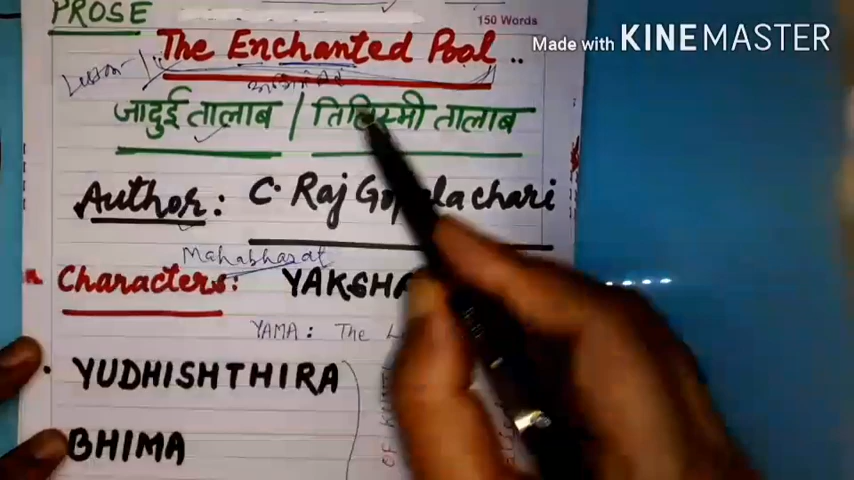 PROSE
150 Words
Made with KINEMASTER
The Enchanted Pool ..
Lesson
जादुई तालाब / तिलिस्मी तालाब
Author: C. Raj Gopalachari
Mahabharat
Characters: YAKSHA
YAMA: The
YUDHISHTHIRA
BHIMA